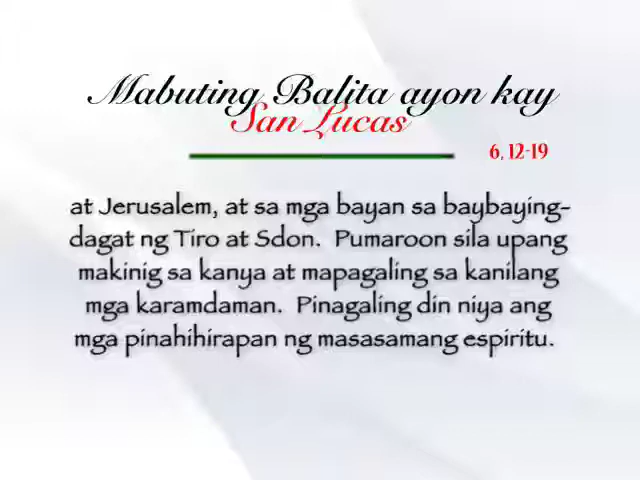 Mabuting Balita ayon kay
San Lucas
6, 12-19
at Jerusalem, at sa mga bayan sa baybaying-
dagat ng Tiro at Sdon. Pumaroon sila upang
makinig sa kanya at mapagaling sa kanilang
mga karamdaman. Pinagaling din niya ang
mga pinahihirapan ng masasamang espiritu.